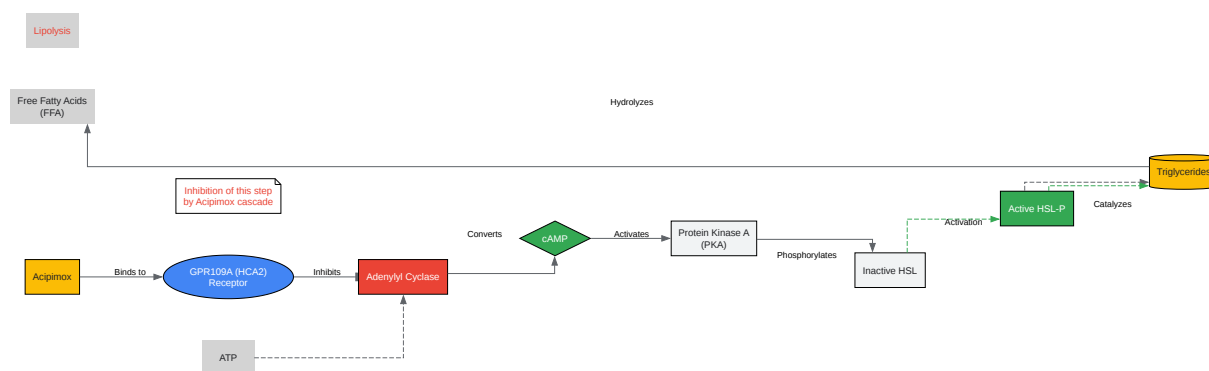 Lipolysis
Free Fatty Acids
(FFA)
Hydrolyzes
Triglycerides
Inhibition of this step
by Acipimox cascade
Active HSL-P
Catalyzes
Activation
Converts
cAMP
Activates
Protein Kinase A
(PKA)
Phosphorylates
Inactive HSL
Acipimox
Binds to
GPR109A (HCA2)
Receptor
Inhibits
Adenylyl Cyclase
ATP